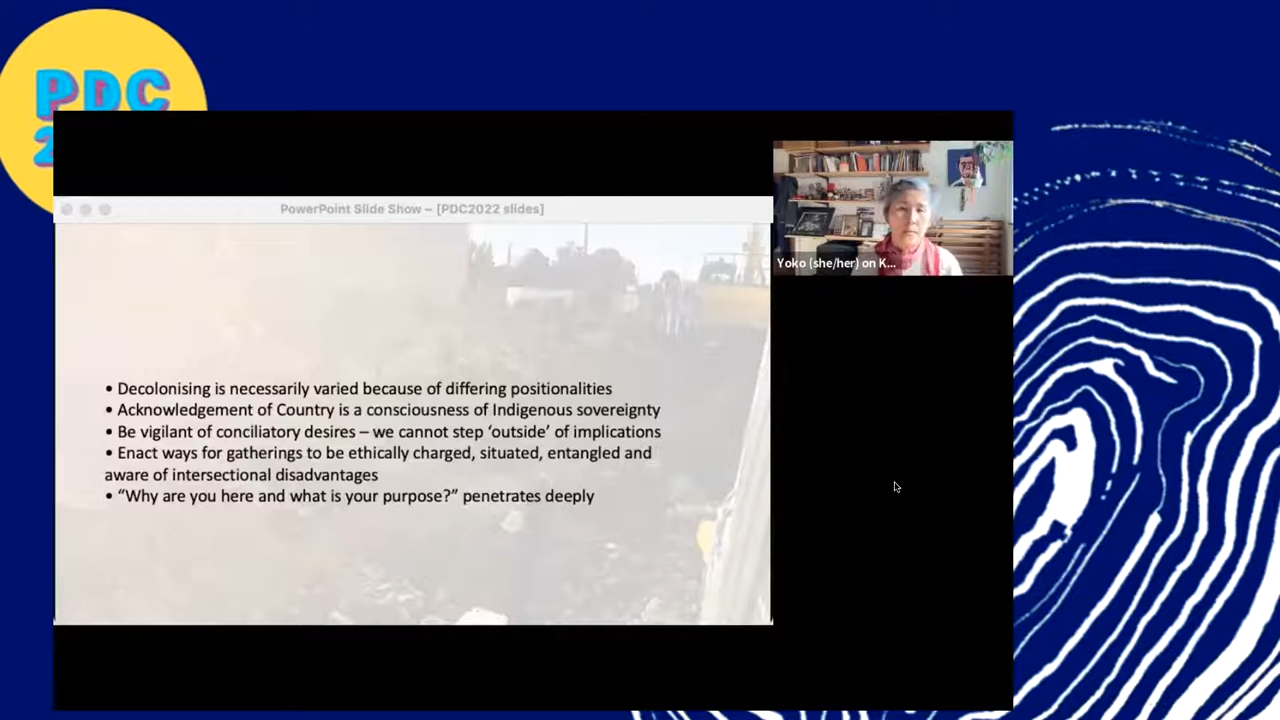 PDC
2
PowerPoint Slide Show – [PDC2022 slides]
Yoko (she/her) on K...
• Decolonising is necessarily varied because of differing positionalities
• Acknowledgement of Country is a consciousness of Indigenous sovereignty
• Be vigilant of conciliatory desires – we cannot step ‘outside’ of implications
• Enact ways for gatherings to be ethically charged, situated, entangled and
aware of intersectional disadvantages
• “Why are you here and what is your purpose?” penetrates deeply